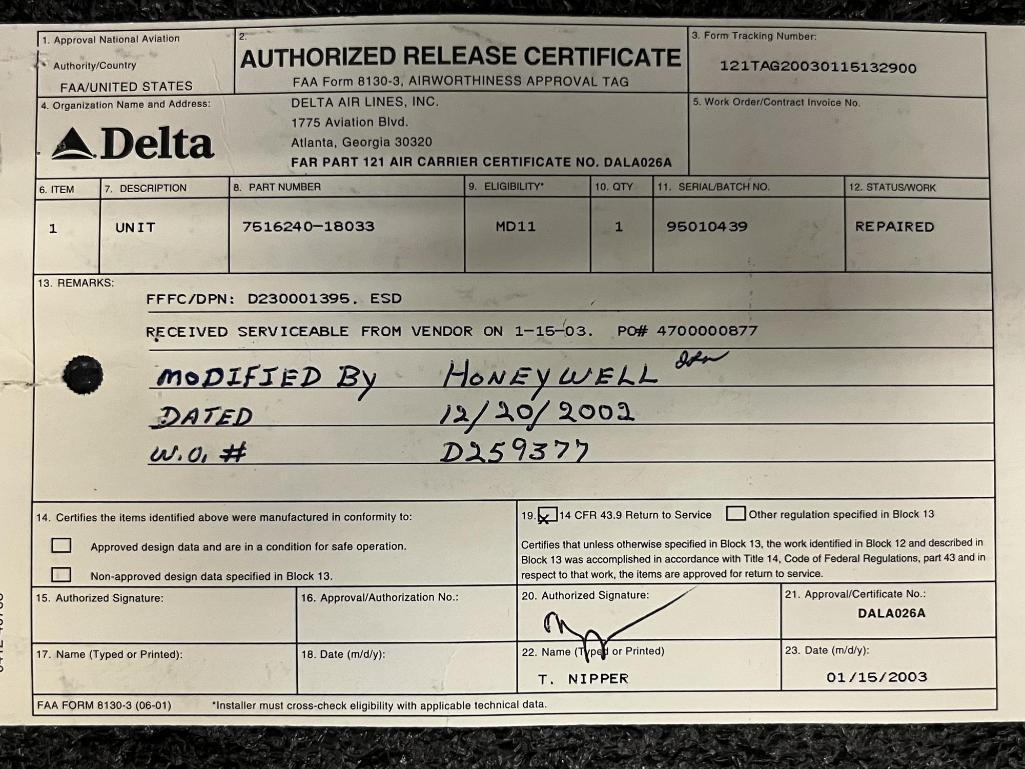 1. Approval National Aviation
Authority/Country
FAA/UNITED STATES
2.
AUTHORIZED RELEASE CERTIFICATE
FAA Form 8130-3, AIRWORTHINESS APPROVAL TAG
3. Form Tracking Number:
121TAG20030115132900
4. Organization Name and Address:
Delta
DELTA AIR LINES, INC.
1775 Aviation Blvd.
Atlanta, Georgia 30320
FAR PART 121 AIR CARRIER CERTIFICATE NO. DALA026A
5. Work Order/Contract Invoice No.
6. ITEM 7. DESCRIPTION 8. PART NUMBER 9. ELIGIBILITY* 10. QTY 11. SERIAL/BATCH NO. 12. STATUS/WORK
1 UNIT 7516240-18033 MD11 1 95010439 REPAIRED
13. REMARKS:
FFFC/DPN: D230001395. ESD
RECEIVED SERVICEABLE FROM VENDOR ON 1-15-03. PO# 4700000877
MODIFIED BY HONEYWELL
DATED 12/20/2002
W.O. # D259377
14. Certifies the items identified above were manufactured in conformity to:
Approved design data and are in a condition for safe operation.
Non-approved design data specified in Block 13.
19. 14 CFR 43.9 Return to Service Other regulation specified in Block 13
Certifies that unless otherwise specified in Block 13, the work identified in Block 12 and described in
Block 13 was accomplished in accordance with Title 14, Code of Federal Regulations, part 43 and in
respect to that work, the items are approved for return to service.
15. Authorized Signature:
16. Approval/Authorization No.:
20. Authorized Signature:
21. Approval/Certificate No.:
DALA026A
17. Name (Typed or Printed):
18. Date (m/d/y):
22. Name (Typed or Printed)
T. NIPPER
23. Date (m/d/y):
01/15/2003
FAA FORM 8130-3 (06-01) *Installer must cross-check eligibility with applicable technical data.